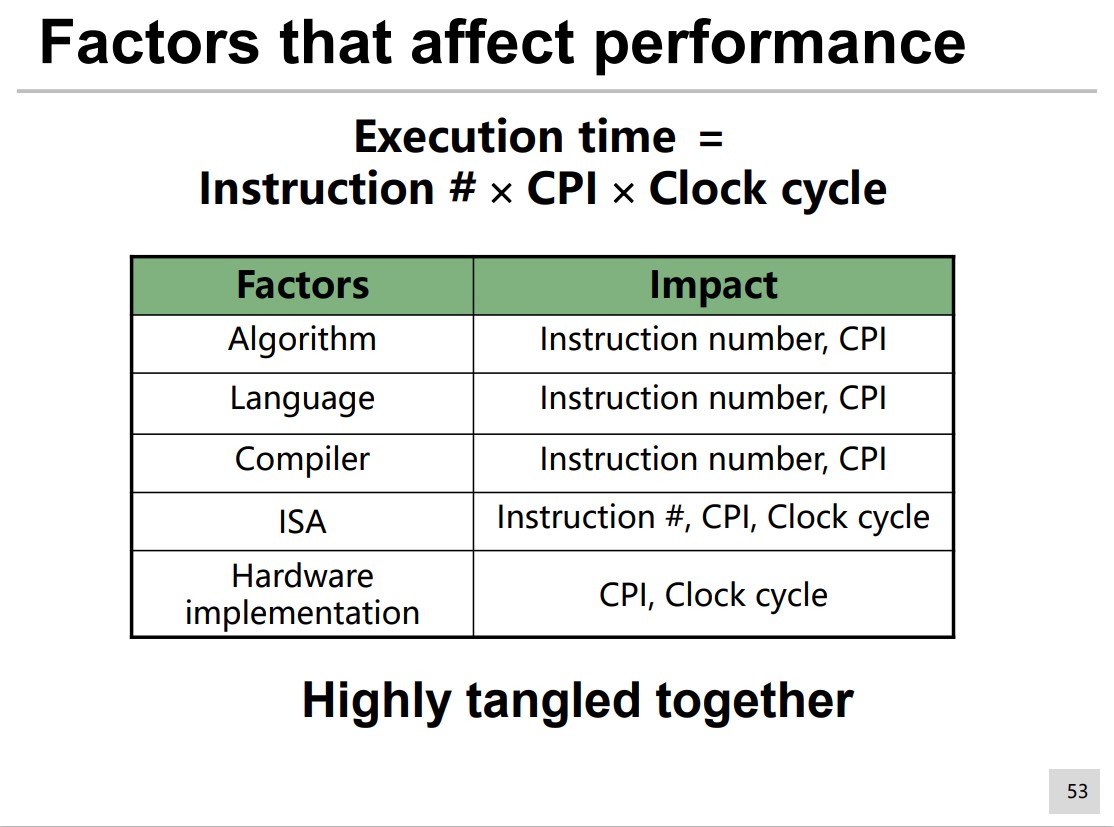 Factors that affect performance
Execution time =
Instruction # × CPI × Clock cycle
Factors Impact
Algorithm Instruction number, CPI
Language Instruction number, CPI
Compiler Instruction number, CPI
ISA Instruction #, CPI, Clock cycle
Hardware
implementation CPI, Clock cycle
Highly tangled together
53